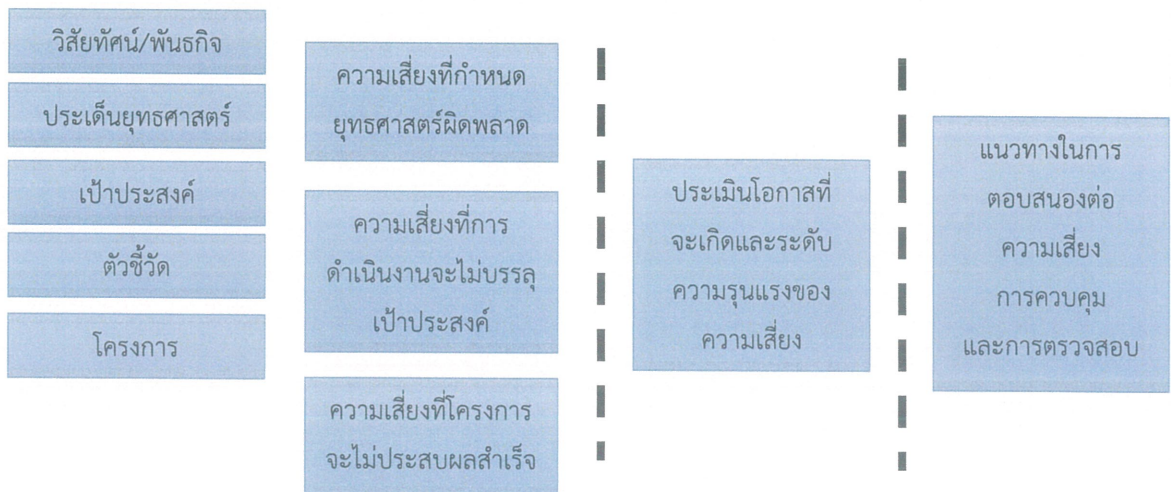 วิสัยทัศน์/พันธกิจ
ประเด็นยุทธศาสตร์
เป้าประสงค์
ตัวชี้วัด
โครงการ
ความเสี่ยงที่กำหนด
ยุทธศาสตร์ผิดพลาด
ความเสี่ยงที่การ
ดำเนินงานจะไม่บรรลุ
เป้าประสงค์
ความเสี่ยงที่โครงการ
จะไม่ประสบผลสำเร็จ
ประเมินโอกาสที่
จะเกิดและระดับ
ความรุนแรงของ
ความเสี่ยง
แนวทางในการ
ตอบสนองต่อ
ความเสี่ยง
การควบคุม
และการตรวจสอบ